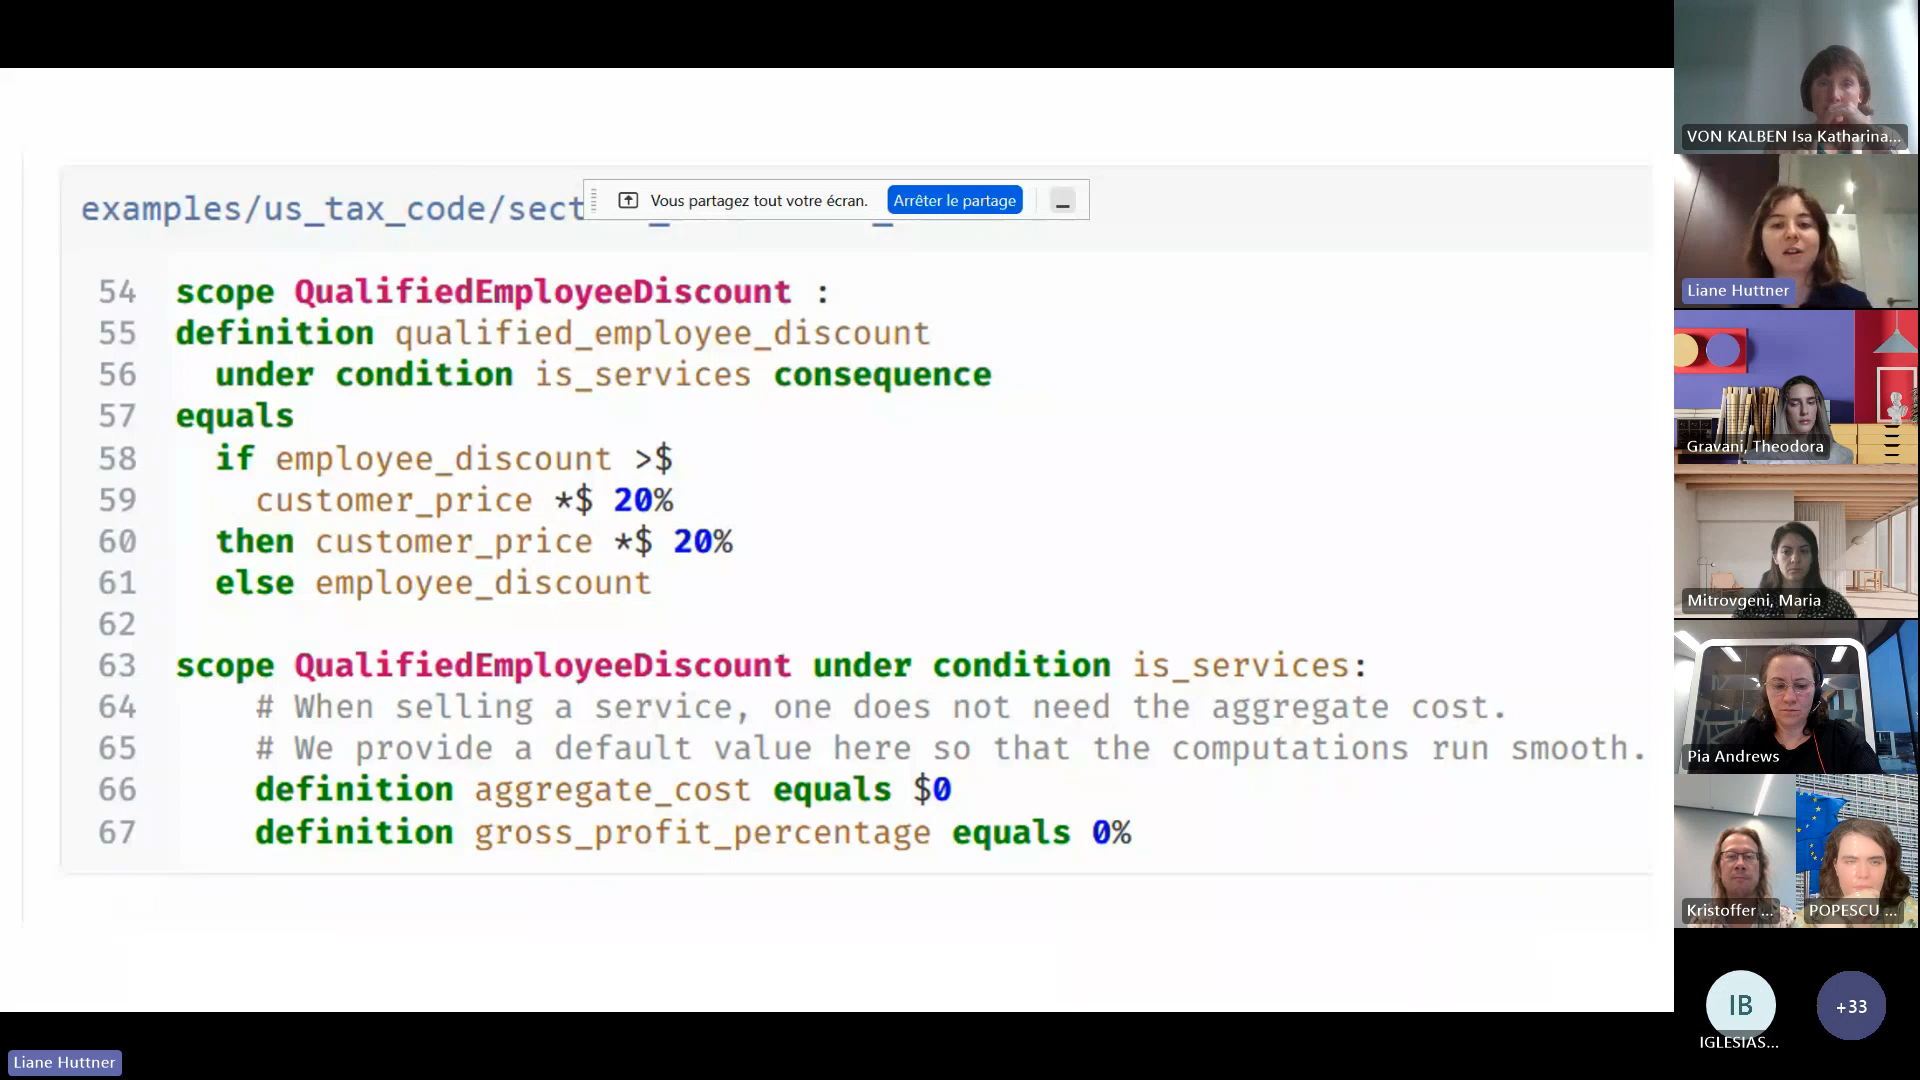 examples/us_tax_code/sect
Vous partagez tout votre écran. Arrêter le partage
54 scope QualifiedEmployeeDiscount :
55 definition qualified_employee_discount
56 under condition is_services consequence
57 equals
58 if employee_discount >$
59 customer_price *$ 20%
60 then customer_price *$ 20%
61 else employee_discount
62
63 scope QualifiedEmployeeDiscount under condition is_services:
64 # When selling a service, one does not need the aggregate cost.
65 # We provide a default value here so that the computations run smooth.
66 definition aggregate_cost equals $0
67 definition gross_profit_percentage equals 0%
VON KALBEN Isa Katharina...
Liane Huttner
Gravani, Theodora
Mitrovgeni, Maria
Pia Andrews
Kristoffer ...
POPESCU ...
IB
IGLESIAS...
+33
Liane Huttner